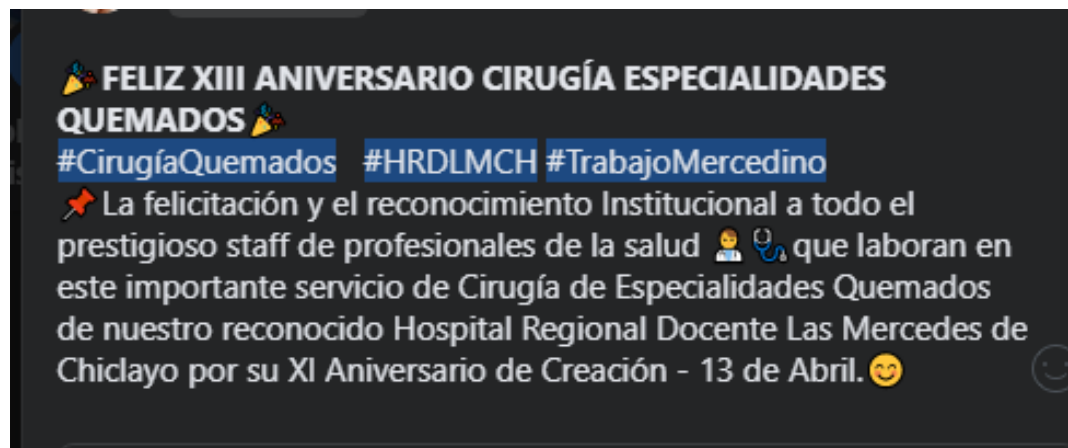 🎉FELIZ XIII ANIVERSARIO CIRUGÍA ESPECIALIDADES
QUEMADOS🎉
#CirugíaQuemados #HRDLMCH #TrabajoMercedino
📌La felicitación y el reconocimiento Institucional a todo el
prestigioso staff de profesionales de la salud 👨‍⚕️🩺que laboran en
este importante servicio de Cirugía de Especialidades Quemados
de nuestro reconocido Hospital Regional Docente Las Mercedes de
Chiclayo por su XI Aniversario de Creación - 13 de Abril.😊